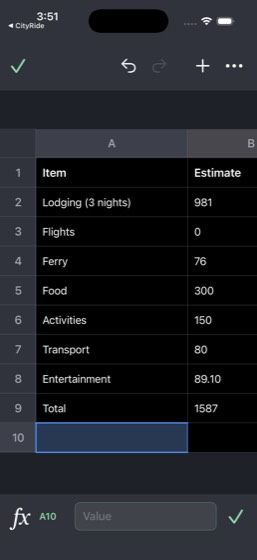 3:51
◀ CityRide
A B
1 Item Estimate
2 Lodging (3 nights) 981
3 Flights 0
4 Ferry 76
5 Food 300
6 Activities 150
7 Transport 80
8 Entertainment 89.10
9 Total 1587
10
fx A10 Value